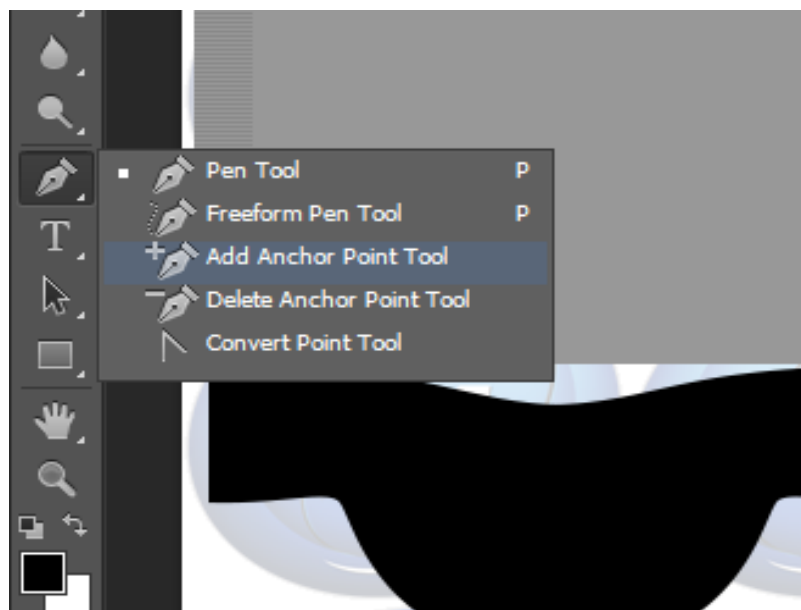 Pen Tool P
Freeform Pen Tool P
Add Anchor Point Tool
Delete Anchor Point Tool
Convert Point Tool
T